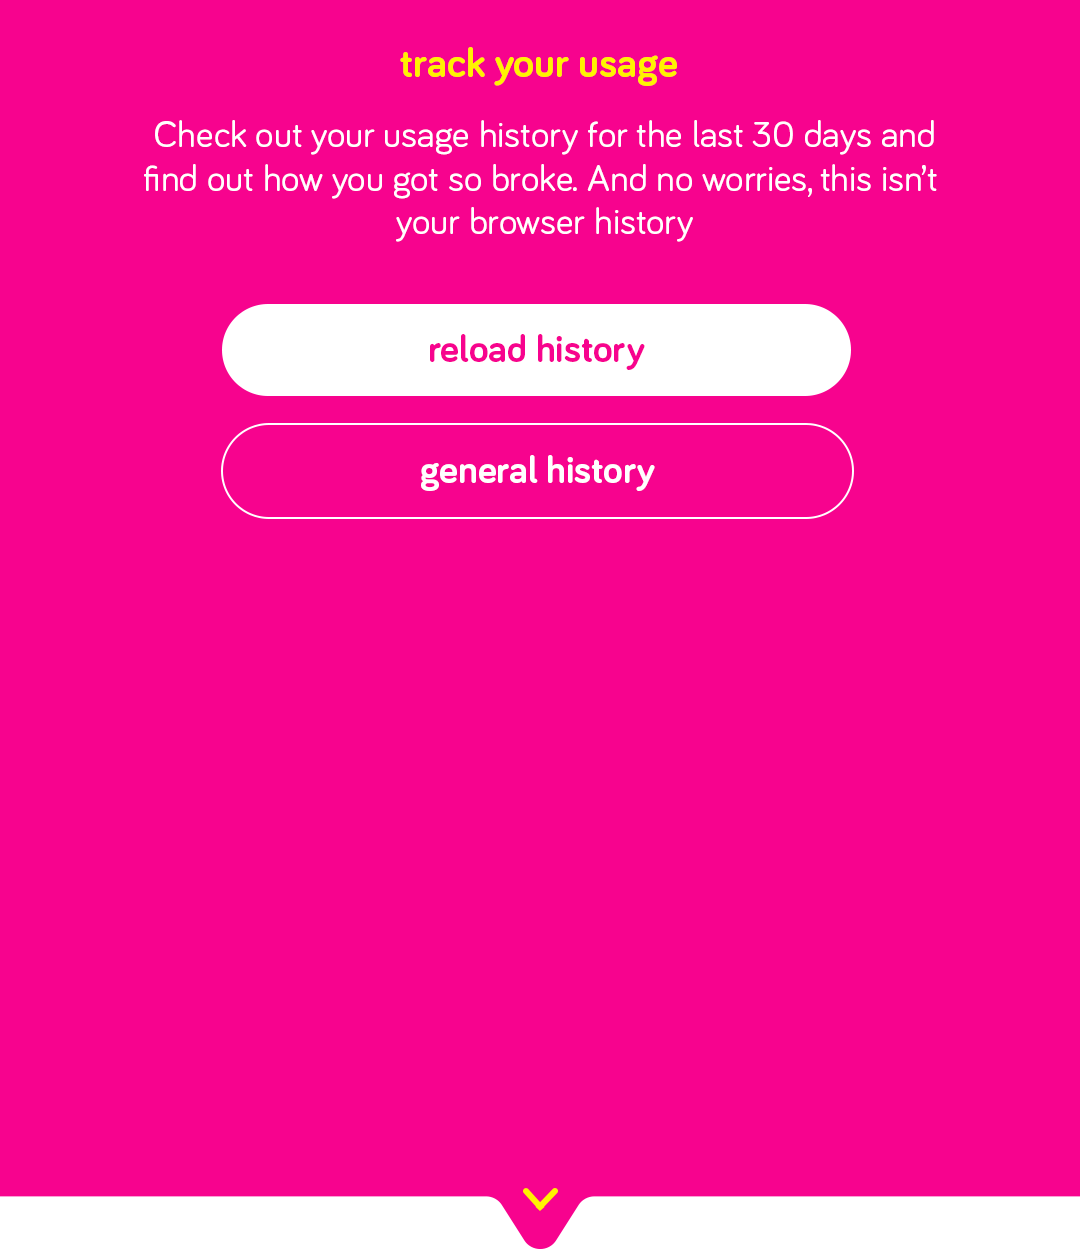 track your usage
Check out your usage history for the last 30 days and
find out how you got so broke. And no worries, this isn’t
your browser history
reload history
general history